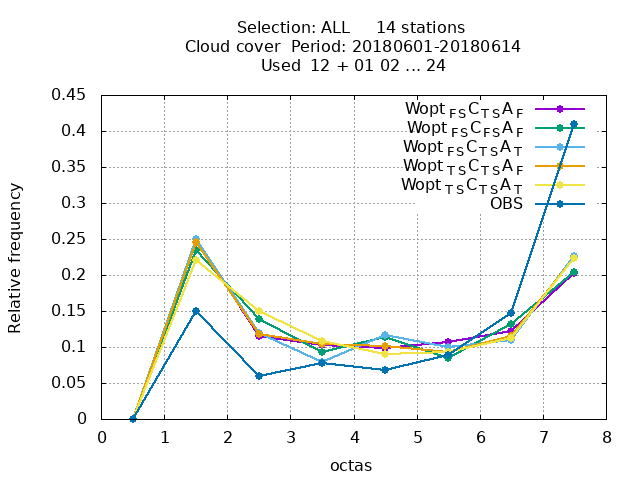 Selection: ALL     14 stations
Cloud cover  Period: 20180601-20180614
Used  12 + 01 02 ... 24
Relative frequency
0.45
0.4
0.35
0.3
0.25
0.2
0.15
0.1
0.05
0
Wopt FS C TS A F
Wopt FS C FS A F
Wopt FS C TS A T
Wopt TS C TS A F
Wopt TS C TS A T
OBS
0 1 2 3 4 5 6 7 8
octas